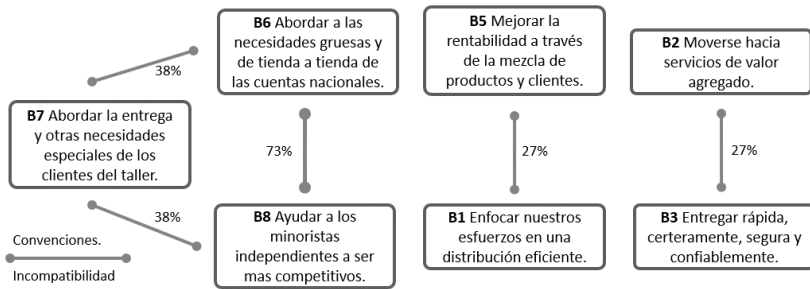 B6 Abordar a las
necesidades gruesas y
de tienda a tienda de
las cuentas nacionales.
B5 Mejorar la
rentabilidad a través
de la mezcla de
productos y clientes.
B2 Moverse hacia
servicios de valor
agregado.
38%
B7 Abordar la entrega
y otras necesidades
especiales de los
clientes del taller.
73%
27%
27%
38%
B8 Ayudar a los
minoristas
independientes a ser
mas competitivos.
B1 Enfocar nuestros
esfuerzos en una
distribución eficiente.
B3 Entregar rápida,
certeramente, segura y
confiablemente.
Convenciones.
Incompatibilidad